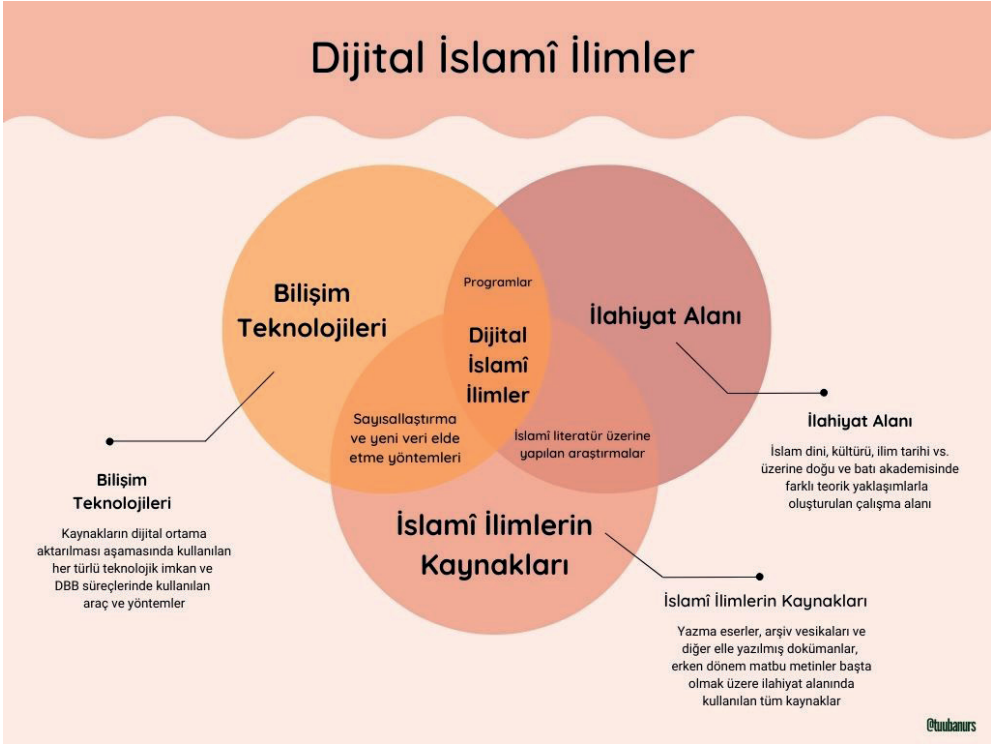 Dijital İslamî İlimler
Bilişim
Teknolojileri
Programlar
İlahiyat Alanı
Dijital
İslamî
İlimler
Sayısallaştırma
ve yeni veri elde
etme yöntemleri
İslamî literatür üzerine
yapılan araştırmalar
İslamî İlimlerin
Kaynakları
Bilişim
Teknolojileri
Kaynakların dijital ortama
aktarılması aşamasında kullanılan
her türlü teknolojik imkan ve
DBB süreçlerinde kullanılan
araç ve yöntemler
İlahiyat Alanı
İslam dini, kültürü, ilim tarihi vs.
üzerine doğu ve batı akademisinde
farklı teorik yaklaşımlarla
oluşturulan çalışma alanı
İslamî İlimlerin Kaynakları
Yazma eserler, arşiv vesikaları ve
diğer elle yazılmış dokümanlar,
erken dönem matbu metinler başta
olmak üzere ilahiyat alanında
kullanılan tüm kaynaklar
@tuubanurs